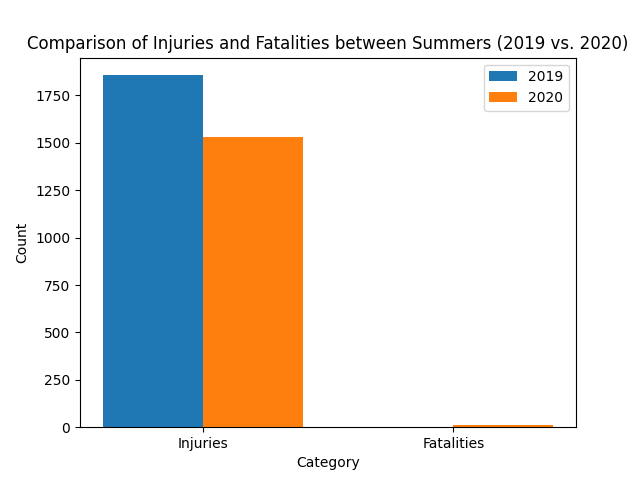 Comparison of Injuries and Fatalities between Summers (2019 vs. 2020)
2019
2020
1750
1500
1250
1000
750
500
250
0
Count
Injuries
Fatalities
Category